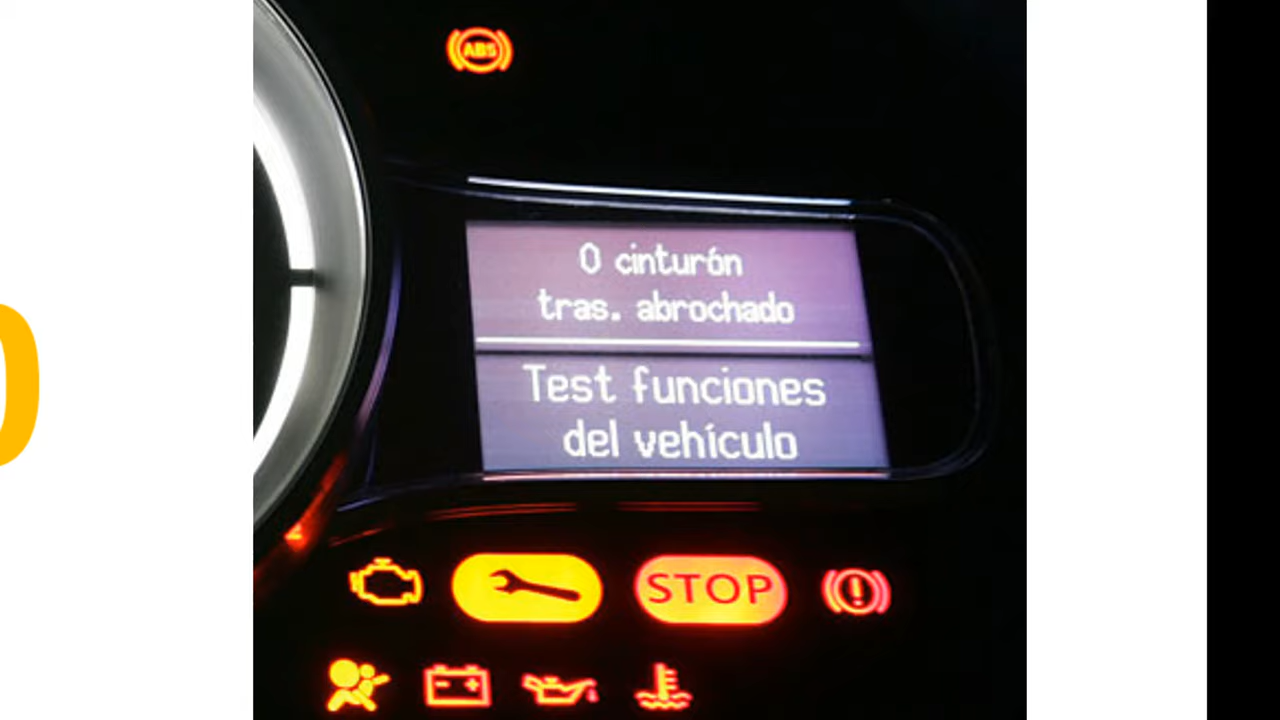 ABS
0 cinturón
tras. abrochado
Test funciones
del vehículo
STOP